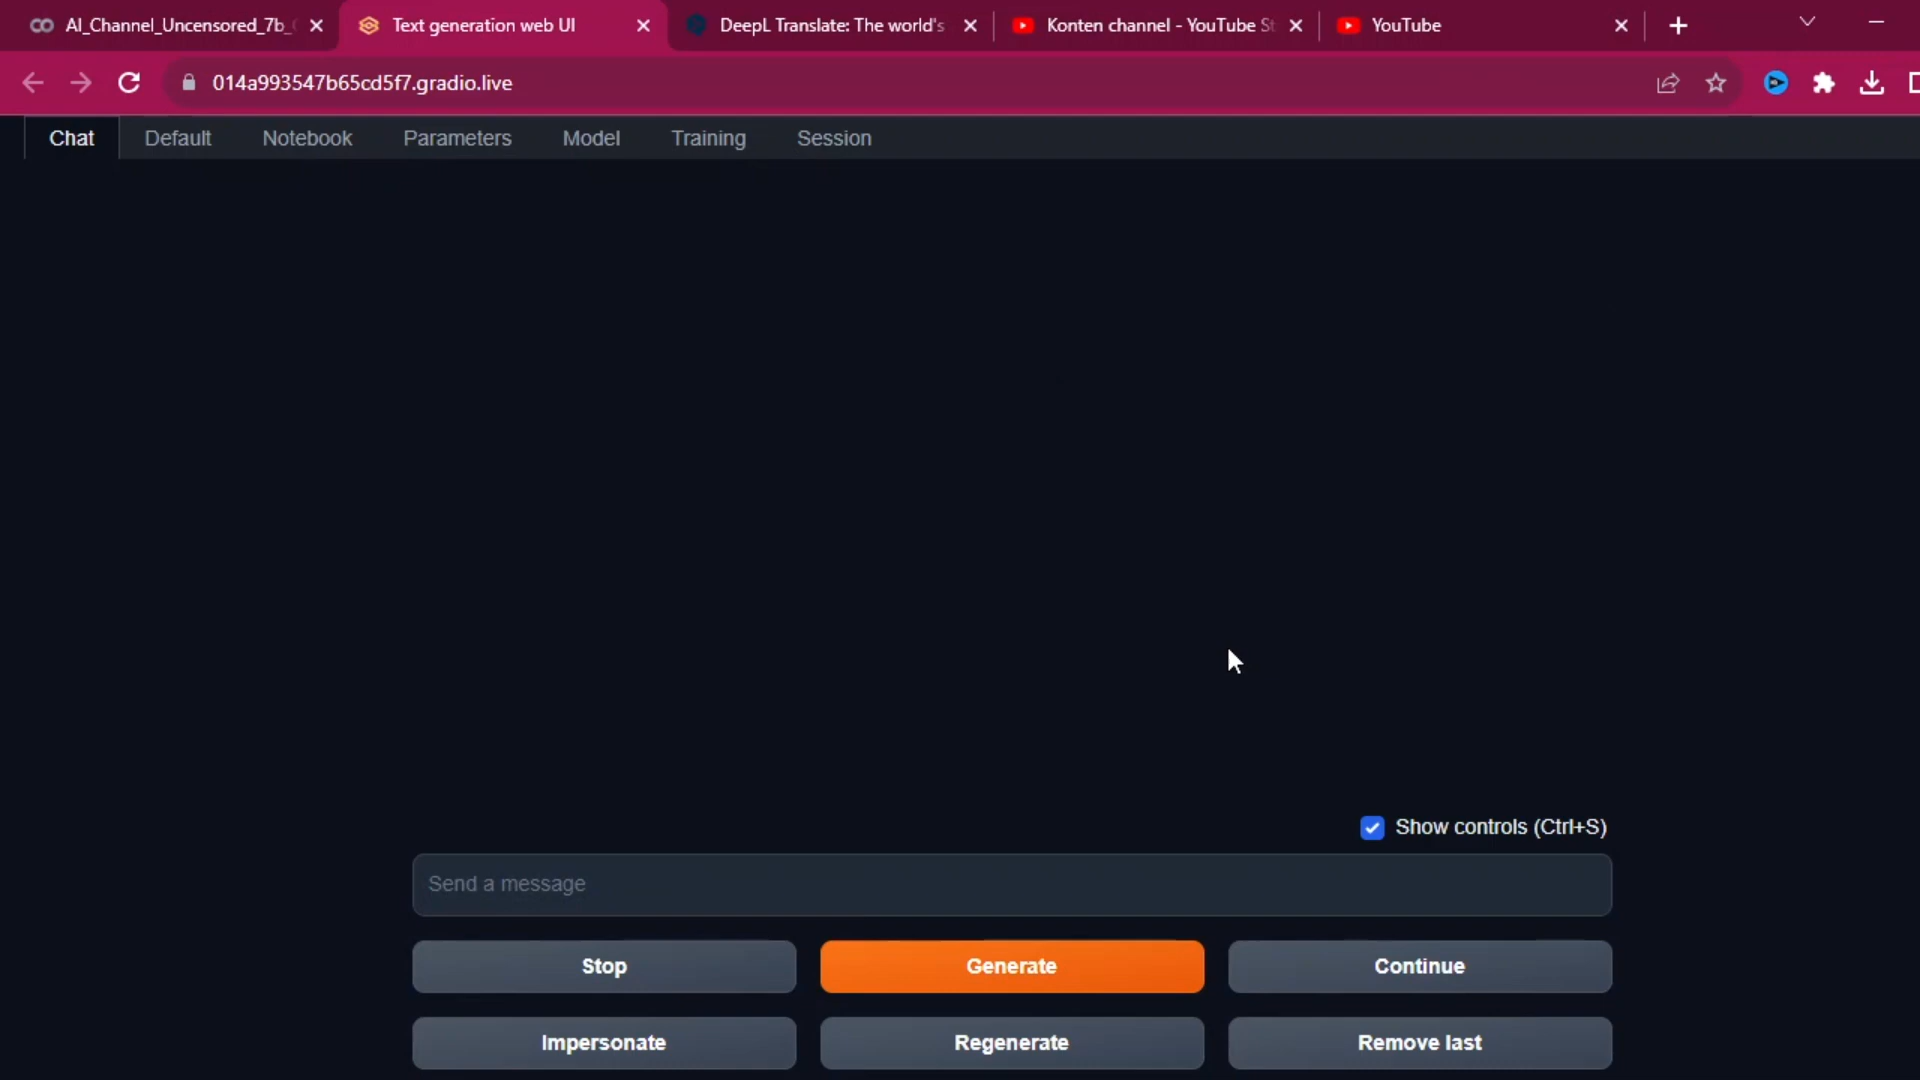 AI_Channel_Uncensored_7b_
Text generation web UI
DeepL Translate: The world's
Konten channel - YouTube St
YouTube
014a993547b65cd5f7.gradio.live
Chat
Default
Notebook
Parameters
Model
Training
Session
Show controls (Ctrl+S)
Send a message
Stop
Generate
Continue
Impersonate
Regenerate
Remove last